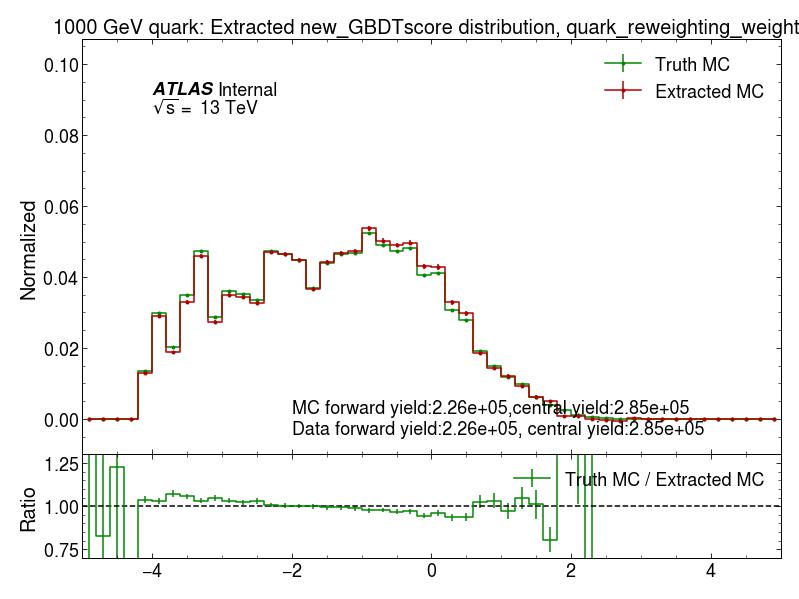 1000 GeV quark: Extracted new_GBDTscore distribution, quark_reweighting_weight
0.10
0.08
0.06
0.04
0.02
0.00
Normalized
ATLAS Internal
√s = 13 TeV
Truth MC
Extracted MC
MC forward yield:2.26e+05,central yield:2.85e+05
Data forward yield:2.26e+05, central yield:2.85e+05
1.25
1.00
0.75
Ratio
Truth MC / Extracted MC
−4 −2 0 2 4